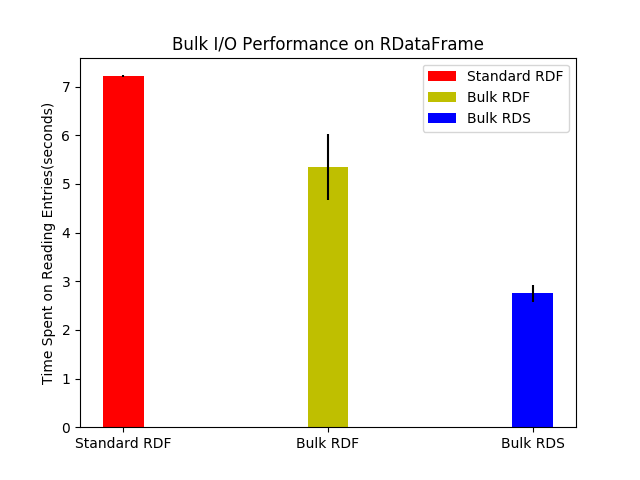 Bulk I/O Performance on RDataFrame
Standard RDF
Bulk RDF
Bulk RDS
Time Spent on Reading Entries(seconds)
7
6
5
4
3
2
1
0
Standard RDF
Bulk RDF
Bulk RDS